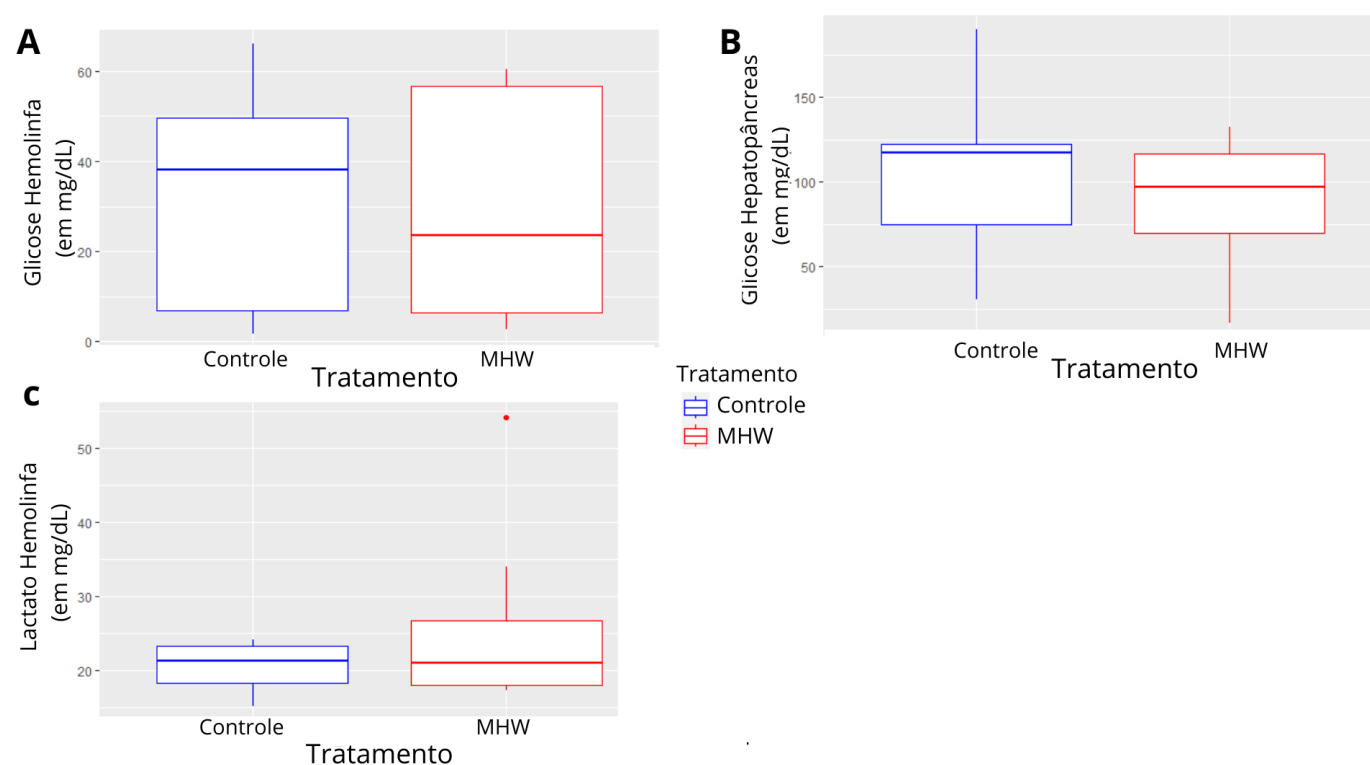 A
Glicose Hemolinfa
(em mg/dL)
60
40
20
0
Controle
MHW
Tratamento
B
Glicose Hepatopâncreas
(em mg/dL)
150
100
50
Controle
MHW
Tratamento
Tratamento
Controle
MHW
c
Lactato Hemolinfa
(em mg/dL)
50
40
30
20
Controle
MHW
Tratamento